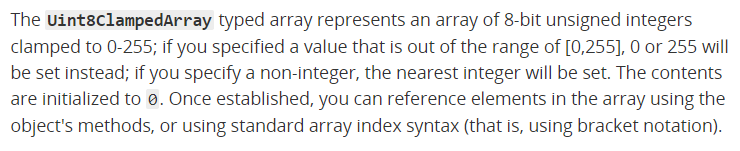 The Uint8ClampedArray typed array represents an array of 8-bit unsigned integers
clamped to 0-255; if you specified a value that is out of the range of [0,255], 0 or 255 will
be set instead; if you specify a non-integer, the nearest integer will be set. The contents
are initialized to 0. Once established, you can reference elements in the array using the
object's methods, or using standard array index syntax (that is, using bracket notation).